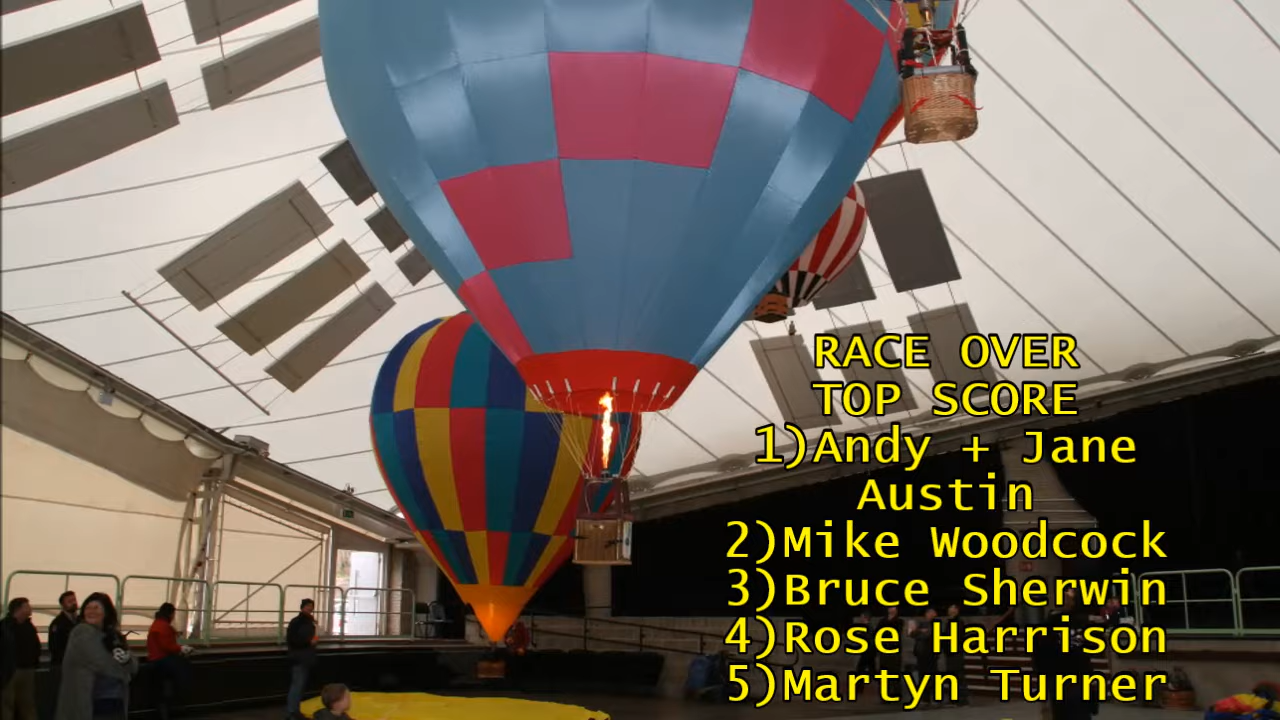 RACE OVER
TOP SCORE
1)Andy + Jane
Austin
2)Mike Woodcock
3)Bruce Sherwin
4)Rose Harrison
5)Martyn Turner